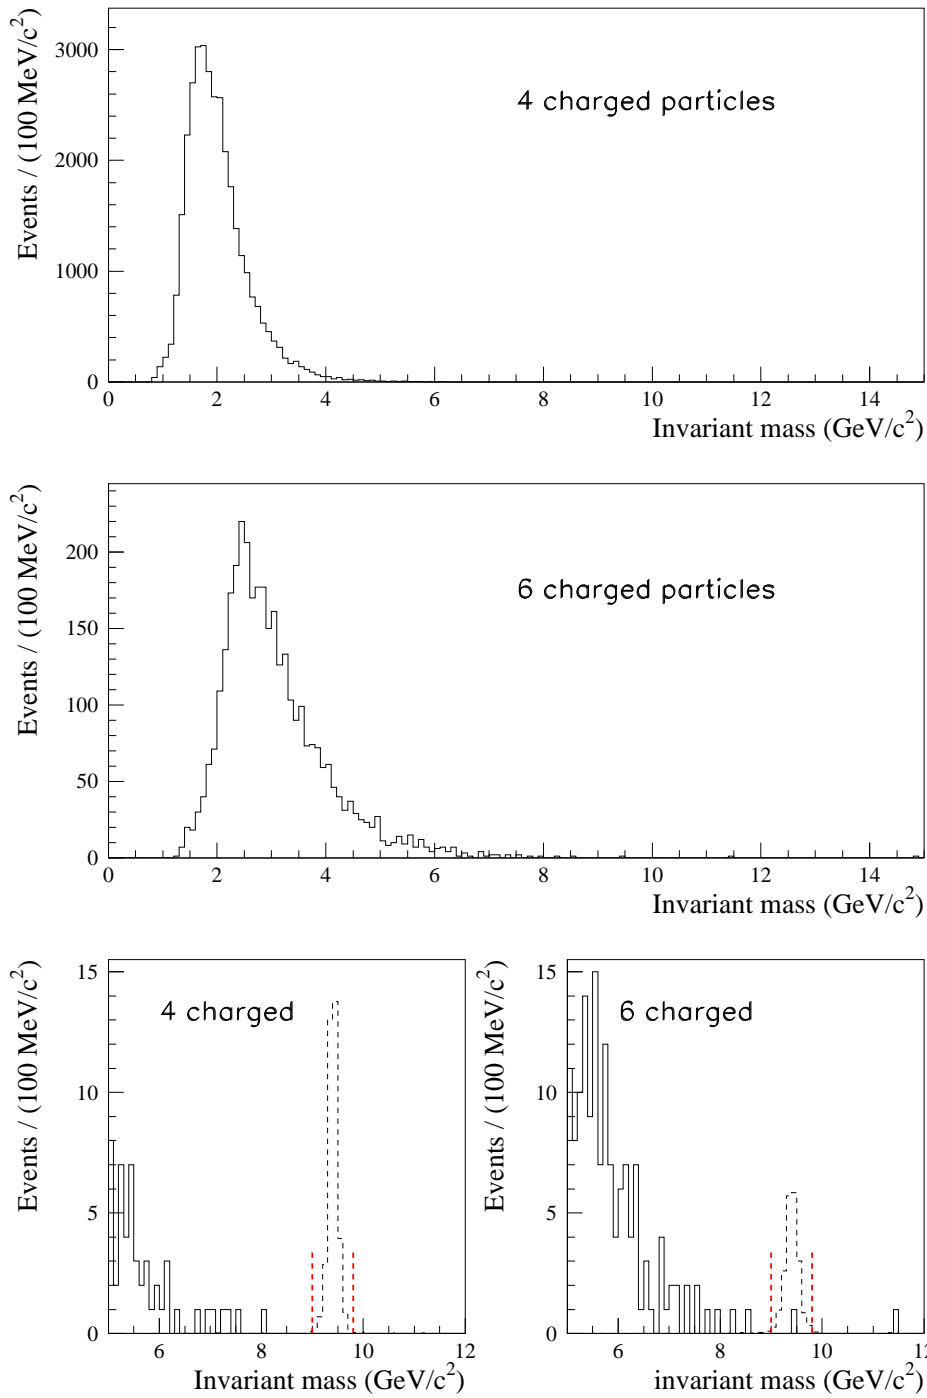 Events / (100 MeV/c²)
3000
2000
1000
0
4 charged particles
0 2 4 6 8 10 12 14
Invariant mass (GeV/c²)
Events / (100 MeV/c²)
200
150
100
50
0
6 charged particles
0 2 4 6 8 10 12 14
Invariant mass (GeV/c²)
Events / (100 MeV/c²)
15
10
5
0
4 charged
6 8 10 12
Invariant mass (GeV/c²)
Events / (100 MeV/c²)
15
10
5
0
6 charged
6 8 10 12
invariant mass (GeV/c²)